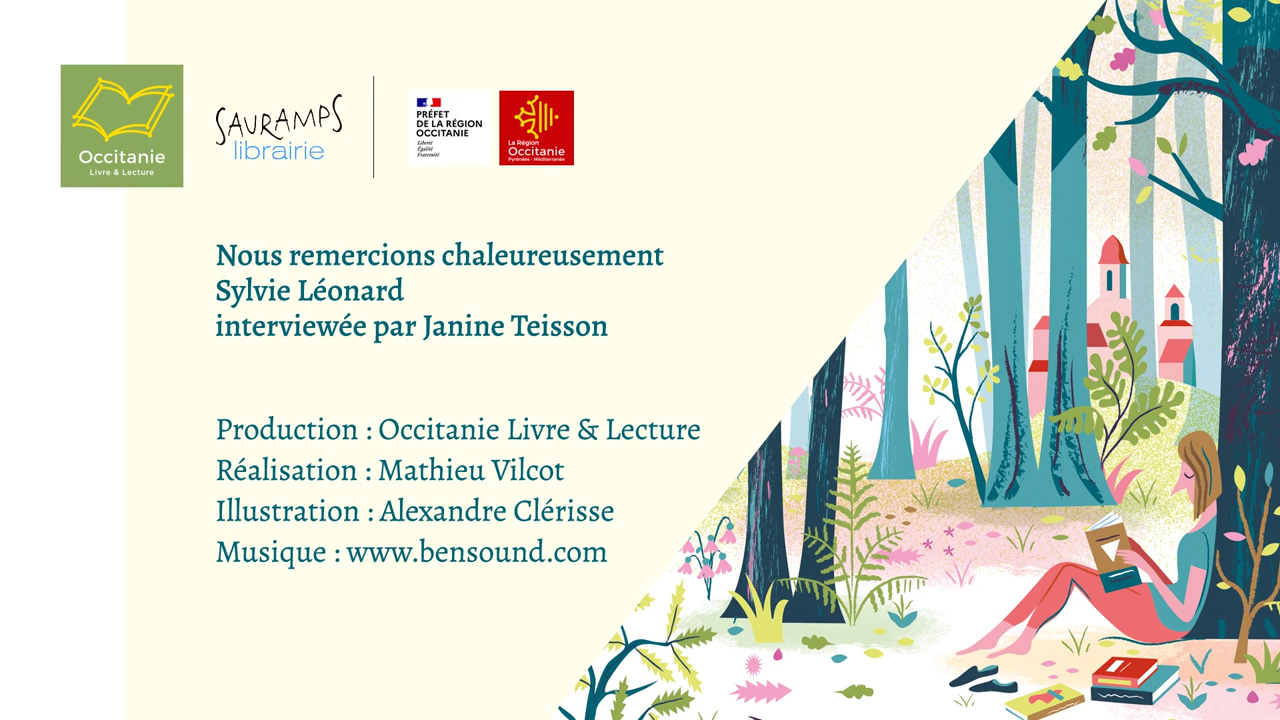 Occitanie
Livre & Lecture
SAURAMPS
librairie
PRÉFET
DE LA RÉGION
OCCITANIE
Liberté
Égalité
Fraternité
La Région
Occitanie
Pyrénées - Méditerranée
Nous remercions chaleureusement
Sylvie Léonard
interviewée par Janine Teisson
Production : Occitanie Livre & Lecture
Réalisation : Mathieu Vilcot
Illustration : Alexandre Clérisse
Musique : www.bensound.com